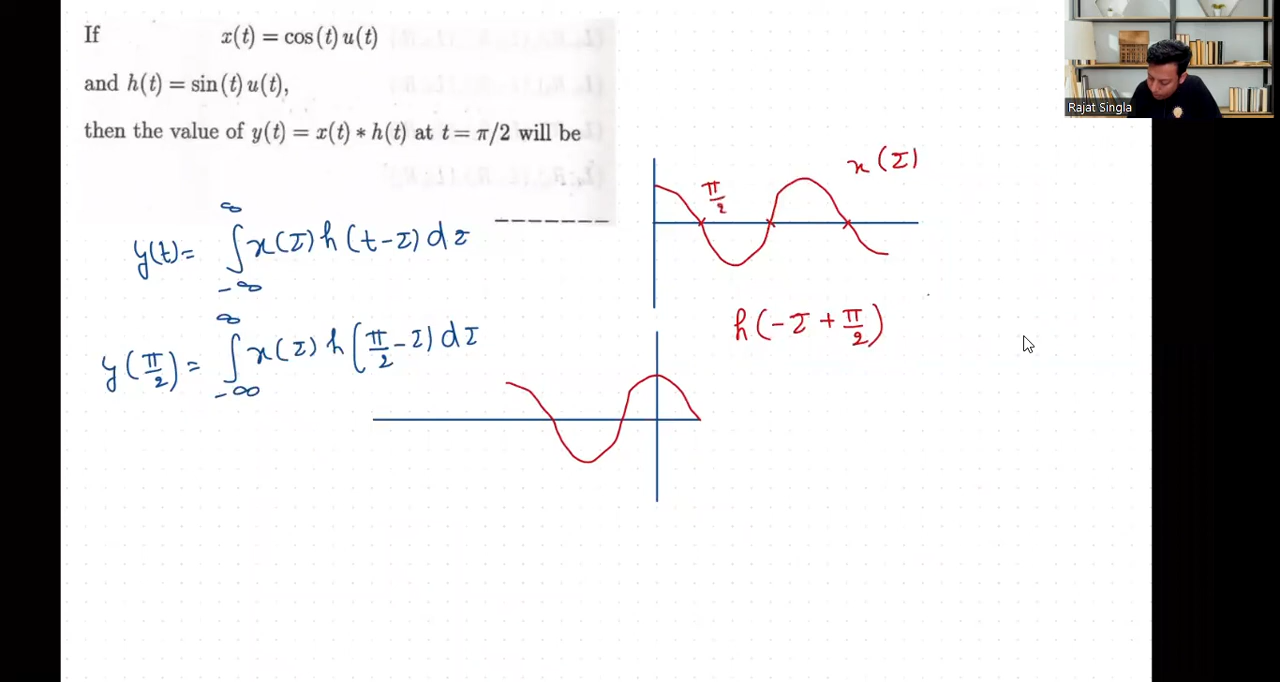 If x(t) = cos(t) u(t)
and h(t) = sin(t) u(t),
then the value of y(t) = x(t) ∗ h(t) at t = π/2 will be
Rajat Singla
y(t) = ∫_{-∞}^{∞} x(τ) h(t-τ) dτ
y(π/2) = ∫_{-∞}^{∞} x(τ) h(π/2 - τ) dτ
x(τ)
π/2
h(-τ + π/2)